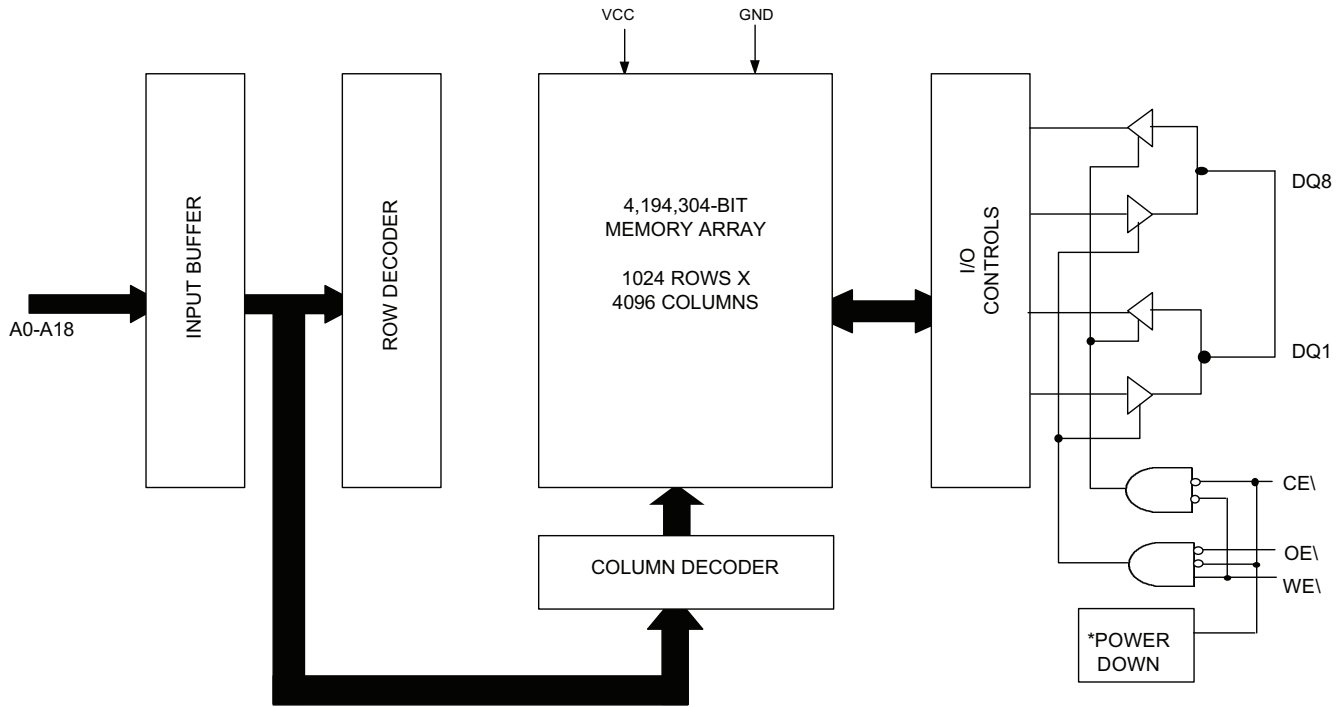 VCC
GND
INPUT BUFFER
ROW DECODER
4,194,304-BIT
MEMORY ARRAY
1024 ROWS X
4096 COLUMNS
I/O
CONTROLS
DQ8
DQ1
A0-A18
COLUMN DECODER
CE\
OE\
WE\
*POWER
DOWN